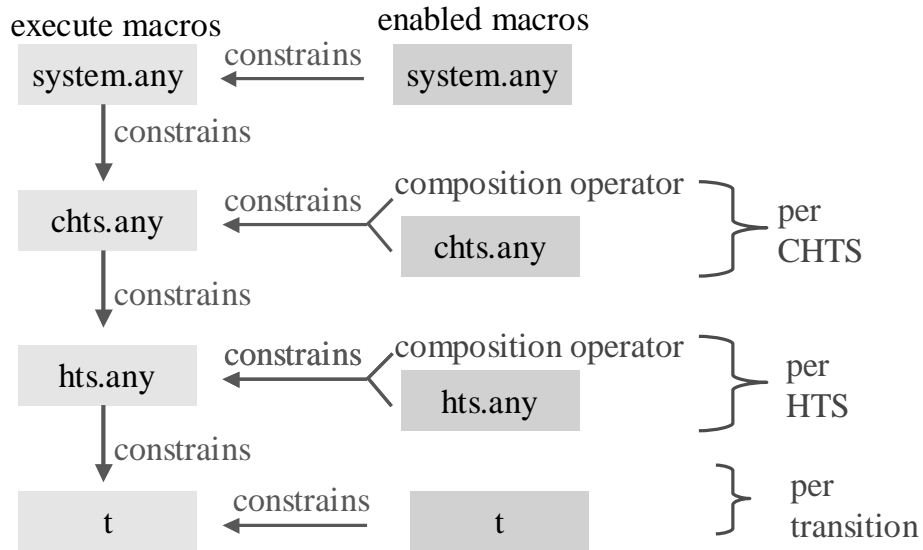 execute macros
enabled macros
system.any
constrains
system.any
constrains
chts.any
constrains
composition operator
chts.any
per
CHTS
constrains
hts.any
constrains
composition operator
hts.any
per
HTS
constrains
t
constrains
t
per
transition